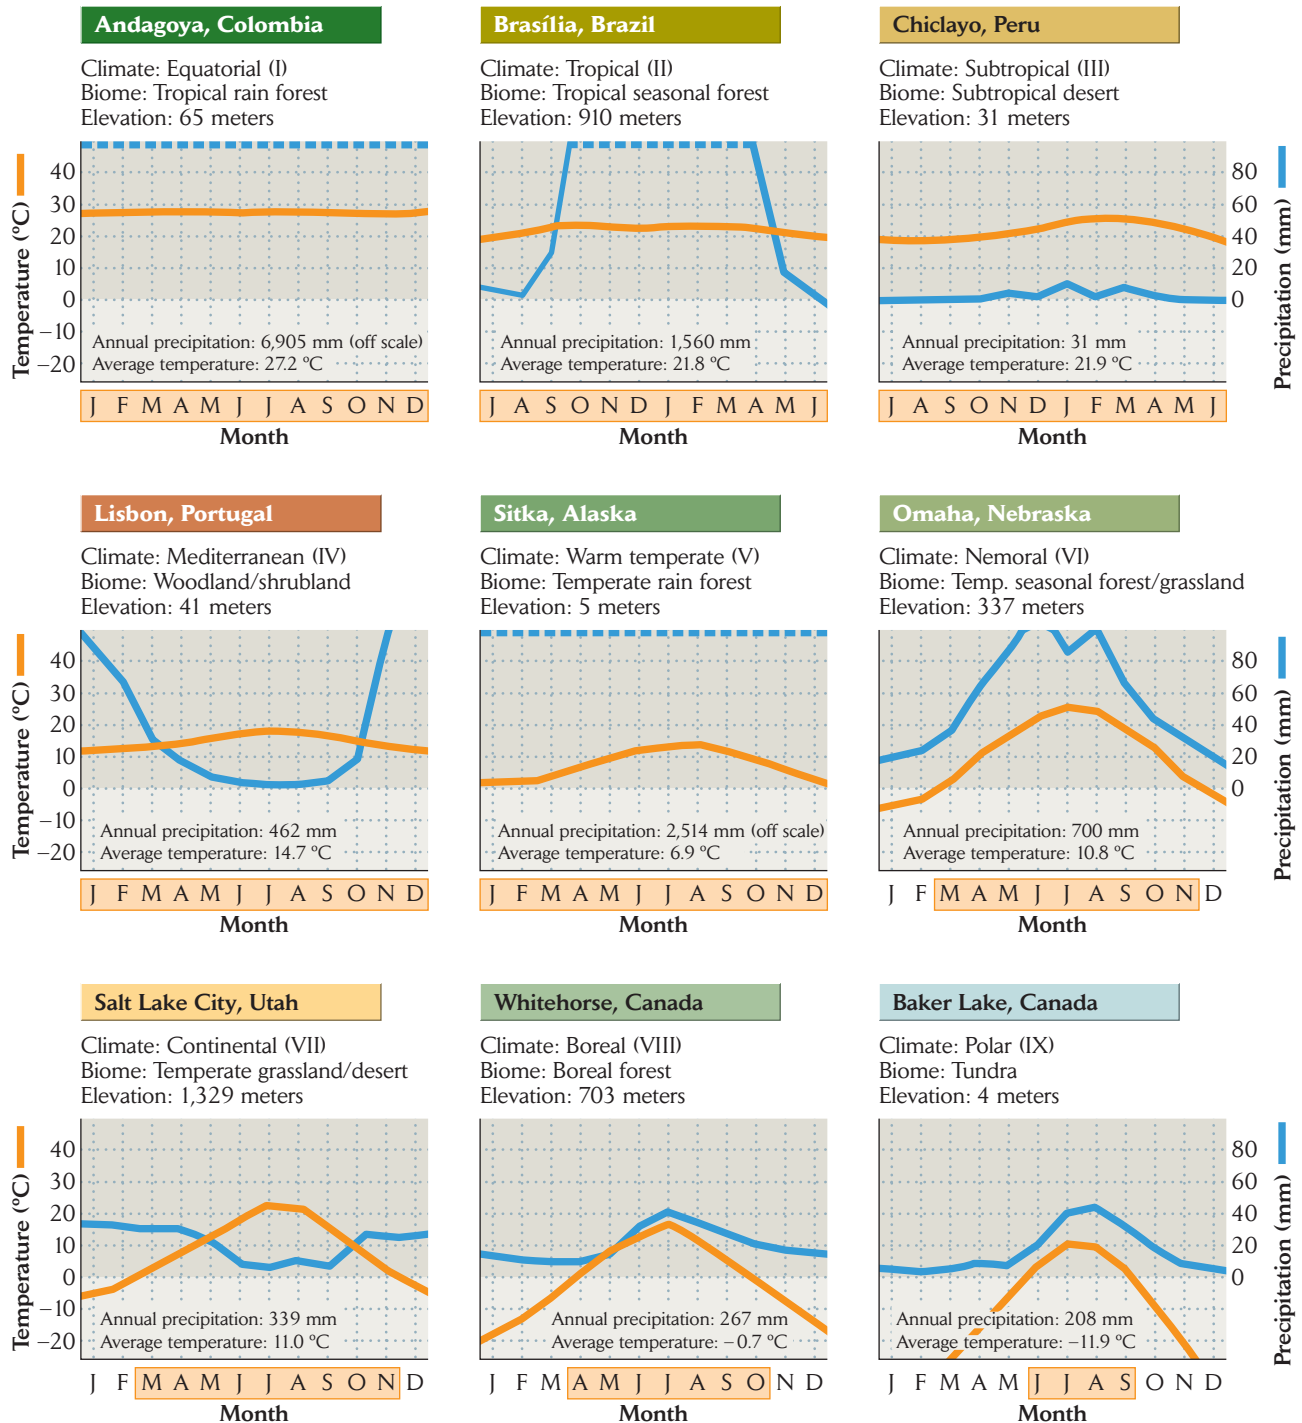 Andagoya, Colombia
Climate: Equatorial (I)
Biome: Tropical rain forest
Elevation: 65 meters
Temperature (ºC)
40
30
20
10
0
–10
–20
Annual precipitation: 6,905 mm (off scale)
Average temperature: 27.2 ºC
J F M A M J J A S O N D
Month
Brasília, Brazil
Climate: Tropical (II)
Biome: Tropical seasonal forest
Elevation: 910 meters
Annual precipitation: 1,560 mm
Average temperature: 21.8 ºC
J A S O N D J F M A M J
Month
Chiclayo, Peru
Climate: Subtropical (III)
Biome: Subtropical desert
Elevation: 31 meters
80
60
40
20
0
Precipitation (mm)
Annual precipitation: 31 mm
Average temperature: 21.9 ºC
J A S O N D J F M A M J
Month
Lisbon, Portugal
Climate: Mediterranean (IV)
Biome: Woodland/shrubland
Elevation: 41 meters
Temperature (ºC)
40
30
20
10
0
–10
–20
Annual precipitation: 462 mm
Average temperature: 14.7 ºC
J F M A M J J A S O N D
Month
Sitka, Alaska
Climate: Warm temperate (V)
Biome: Temperate rain forest
Elevation: 5 meters
Annual precipitation: 2,514 mm (off scale)
Average temperature: 6.9 ºC
J F M A M J J A S O N D
Month
Omaha, Nebraska
Climate: Nemoral (VI)
Biome: Temp. seasonal forest/grassland
Elevation: 337 meters
80
60
40
20
0
Precipitation (mm)
Annual precipitation: 700 mm
Average temperature: 10.8 ºC
J F M A M J J A S O N D
Month
Salt Lake City, Utah
Climate: Continental (VII)
Biome: Temperate grassland/desert
Elevation: 1,329 meters
Temperature (ºC)
40
30
20
10
0
–10
–20
Annual precipitation: 339 mm
Average temperature: 11.0 ºC
J F M A M J J A S O N D
Month
Whitehorse, Canada
Climate: Boreal (VIII)
Biome: Boreal forest
Elevation: 703 meters
Annual precipitation: 267 mm
Average temperature: –0.7 ºC
J F M A M J J A S O N D
Month
Baker Lake, Canada
Climate: Polar (IX)
Biome: Tundra
Elevation: 4 meters
80
60
40
20
0
Precipitation (mm)
Annual precipitation: 208 mm
Average temperature: –11.9 ºC
J F M A M J J A S O N D
Month